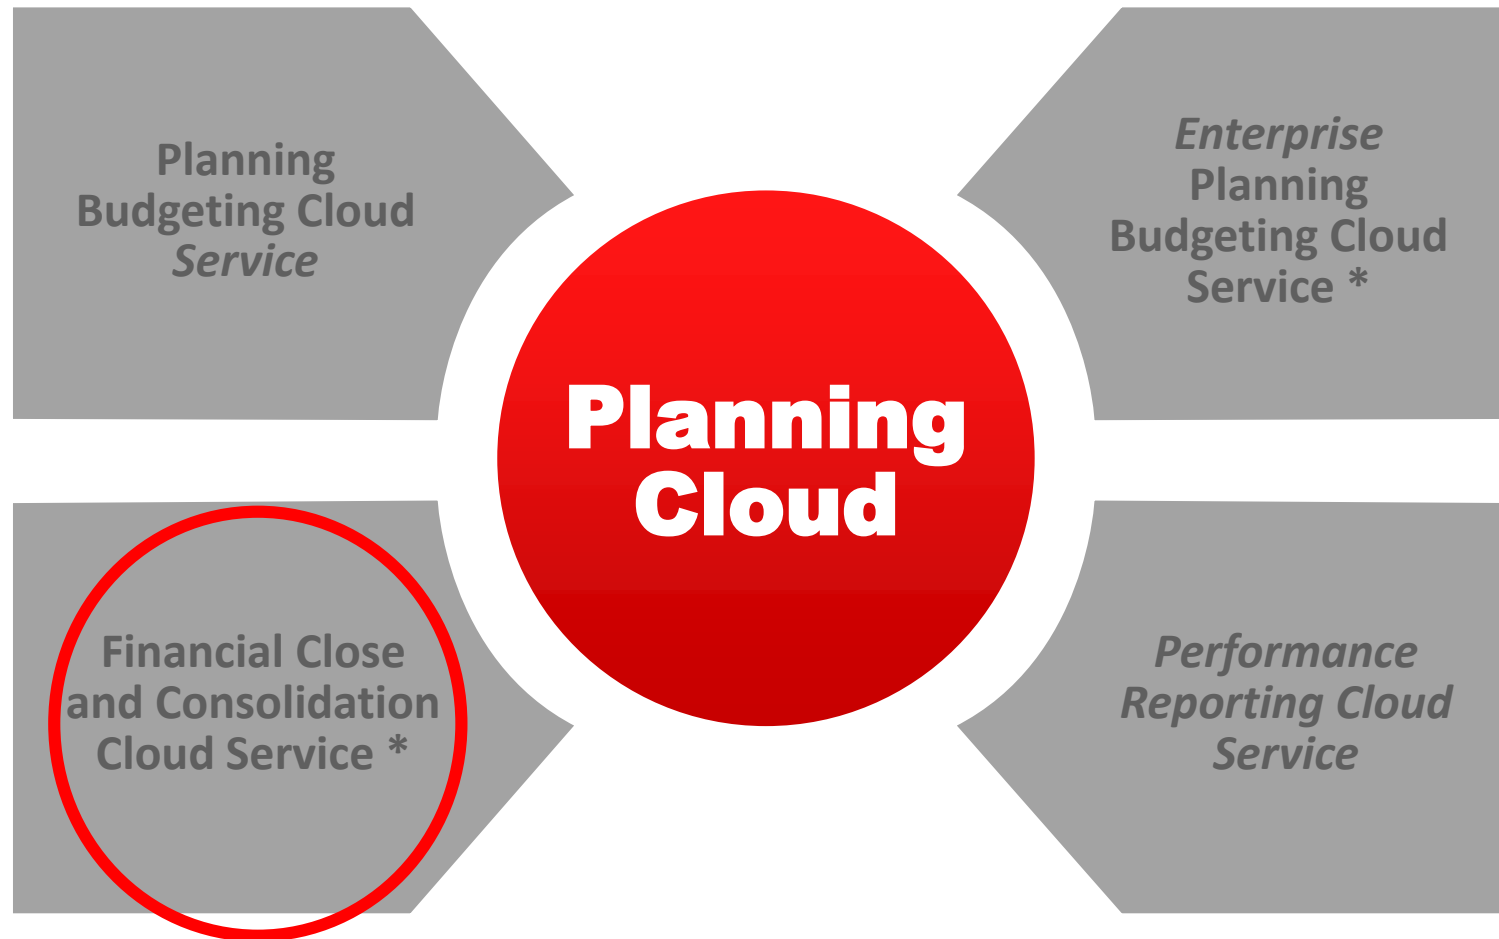 Planning
Budgeting Cloud
Service
Enterprise
Planning
Budgeting Cloud
Service *
Planning
Cloud
Financial Close
and Consolidation
Cloud Service *
Performance
Reporting Cloud
Service